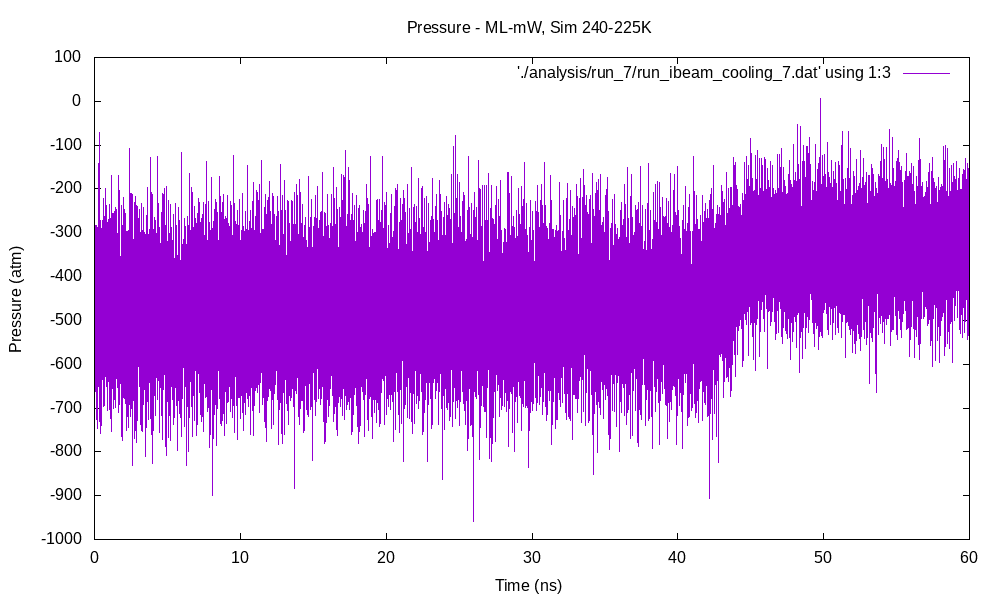 Pressure - ML-mW, Sim 240-225K
'./analysis/run_7/run_ibeam_cooling_7.dat' using 1:3
100
0
-100
-200
-300
-400
-500
-600
-700
-800
-900
-1000
Pressure (atm)
0 10 20 30 40 50 60
Time (ns)